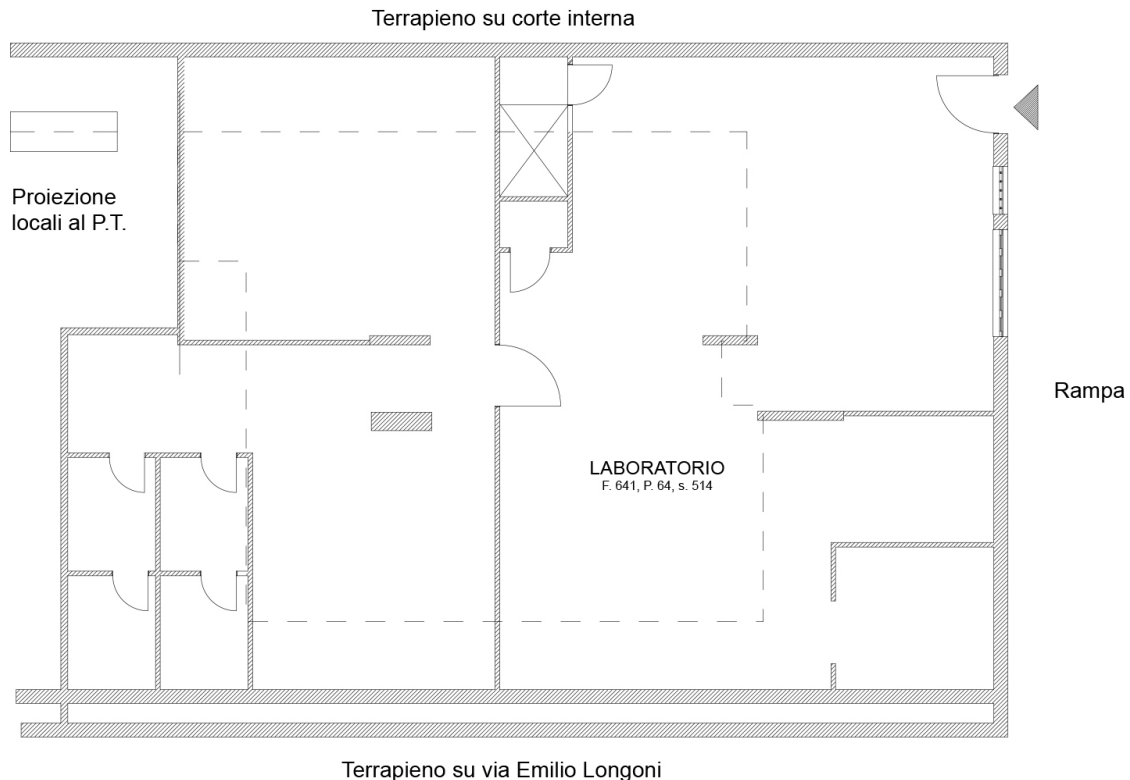 Terrapieno su corte interna
Proiezione
locali al P.T.
Rampa
LABORATORIO
F. 641, P. 64, s. 514
Terrapieno su via Emilio Longoni